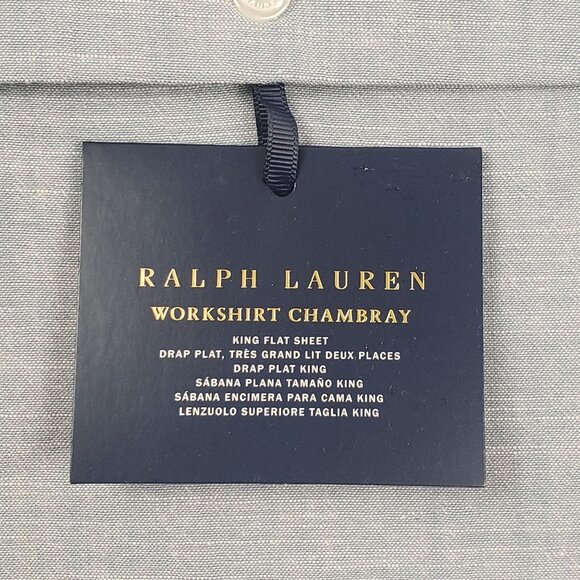 RALPH LAUREN
WORKSHIRT CHAMBRAY
KING FLAT SHEET
DRAP PLAT, TRÈS GRAND LIT DEUX PLACES
DRAP PLAT KING
SÁBANA PLANA TAMAÑO KING
SÁBANA ENCIMERA PARA CAMA KING
LENZUOLO SUPERIORE TAGLIA KING